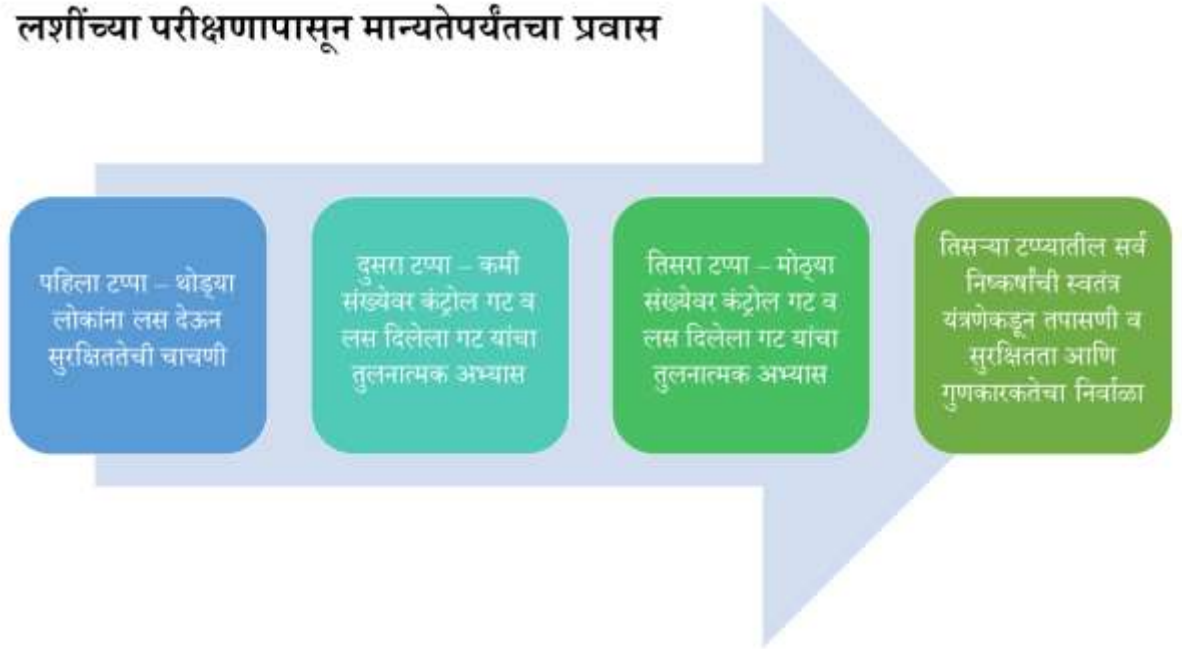 लशींच्या परीक्षणापासून मान्यतेपर्यंतचा प्रवास
पहिला टप्पा – थोड्या
लोकांना लस देऊन
सुरक्षिततेची चाचणी
दुसरा टप्पा – कमी
संख्येवर कंट्रोल गट व
लस दिलेला गट यांचा
तुलनात्मक अभ्यास
तिसरा टप्पा – मोठ्या
संख्येवर कंट्रोल गट व
लस दिलेला गट यांचा
तुलनात्मक अभ्यास
तिसऱ्या टप्प्यातील सर्व
निष्कर्षांची स्वतंत्र
यंत्रणेकडून तपासणी व
सुरक्षितता आणि
गुणकारकतेचा निर्वाळा